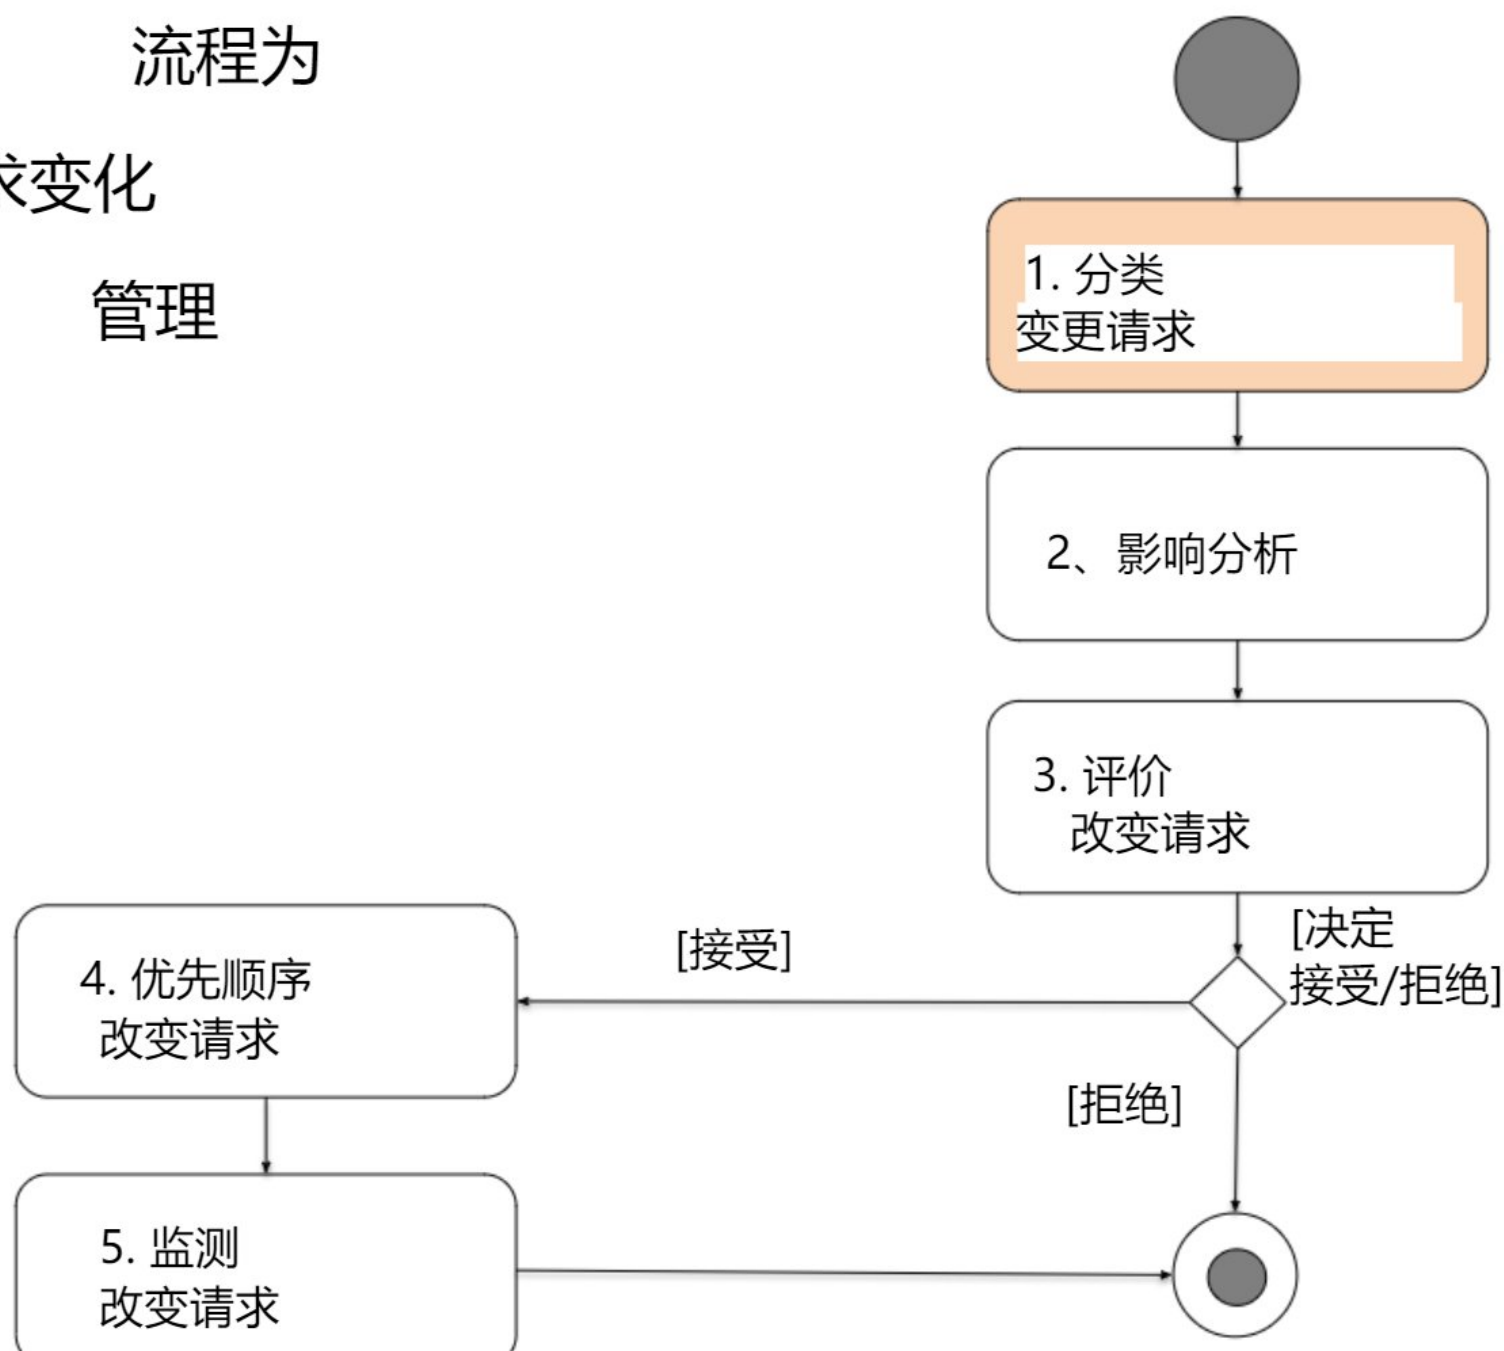 流程为
求变化
管理
1. 分类
变更请求
2、影响分析
3. 评价
改变请求
[决定
接受/拒绝]
[接受]
4. 优先顺序
改变请求
[拒绝]
5. 监测
改变请求